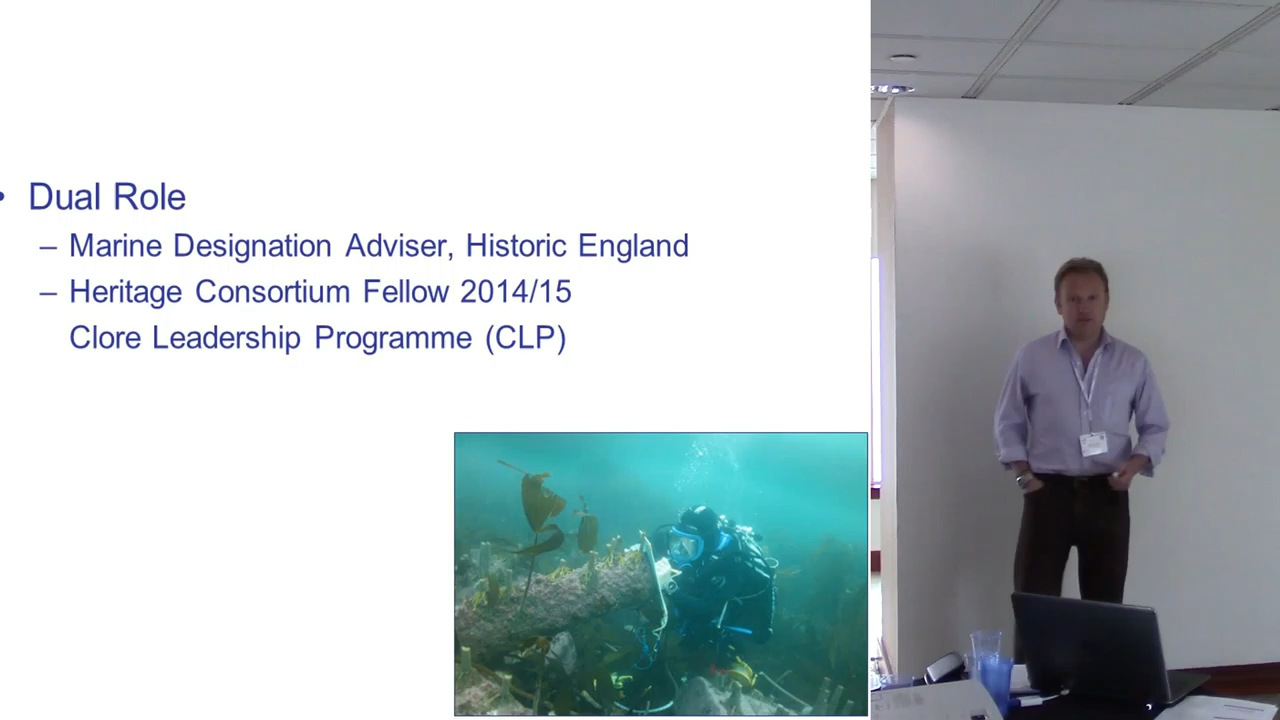 • Dual Role
– Marine Designation Adviser, Historic England
– Heritage Consortium Fellow 2014/15
Clore Leadership Programme (CLP)